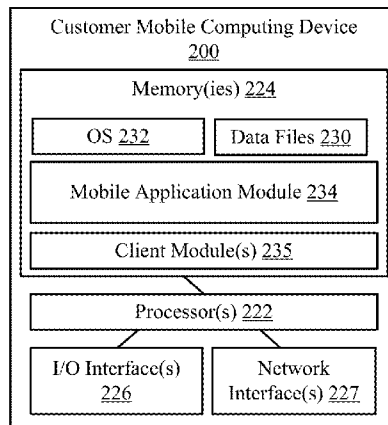 Customer Mobile Computing Device
200
Memory(ies) 224
OS 232
Data Files 230
Mobile Application Module 234
Client Module(s) 235
Processor(s) 222
I/O Interface(s)
226
Network
Interface(s) 227